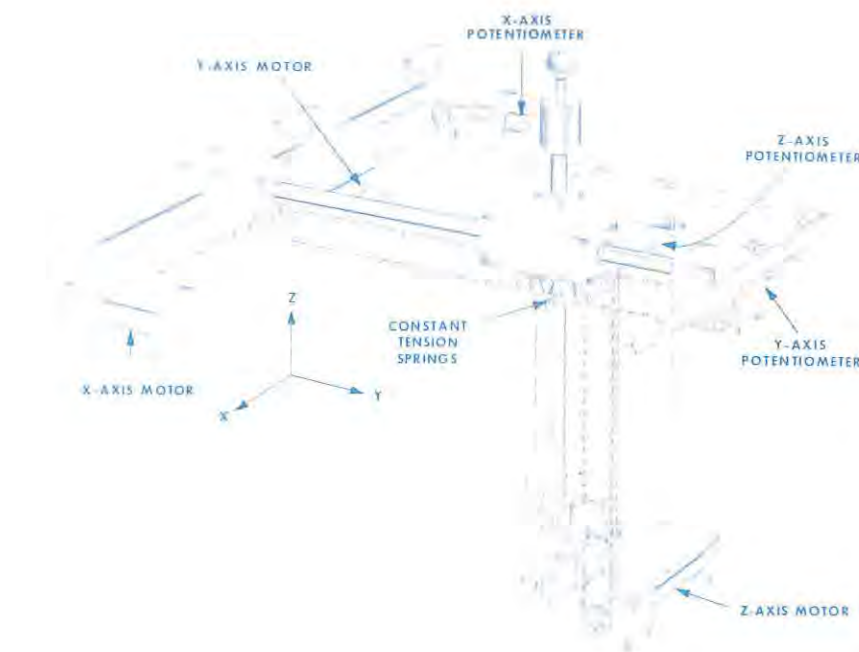 X-AXIS
POTENTIOMETER
Y-AXIS MOTOR
Z-AXIS
POTENTIOMETER
Z
CONSTANT
TENSION
SPRINGS
Y-AXIS
POTENTIOMETER
X-AXIS MOTOR
X
Y
Z-AXIS MOTOR